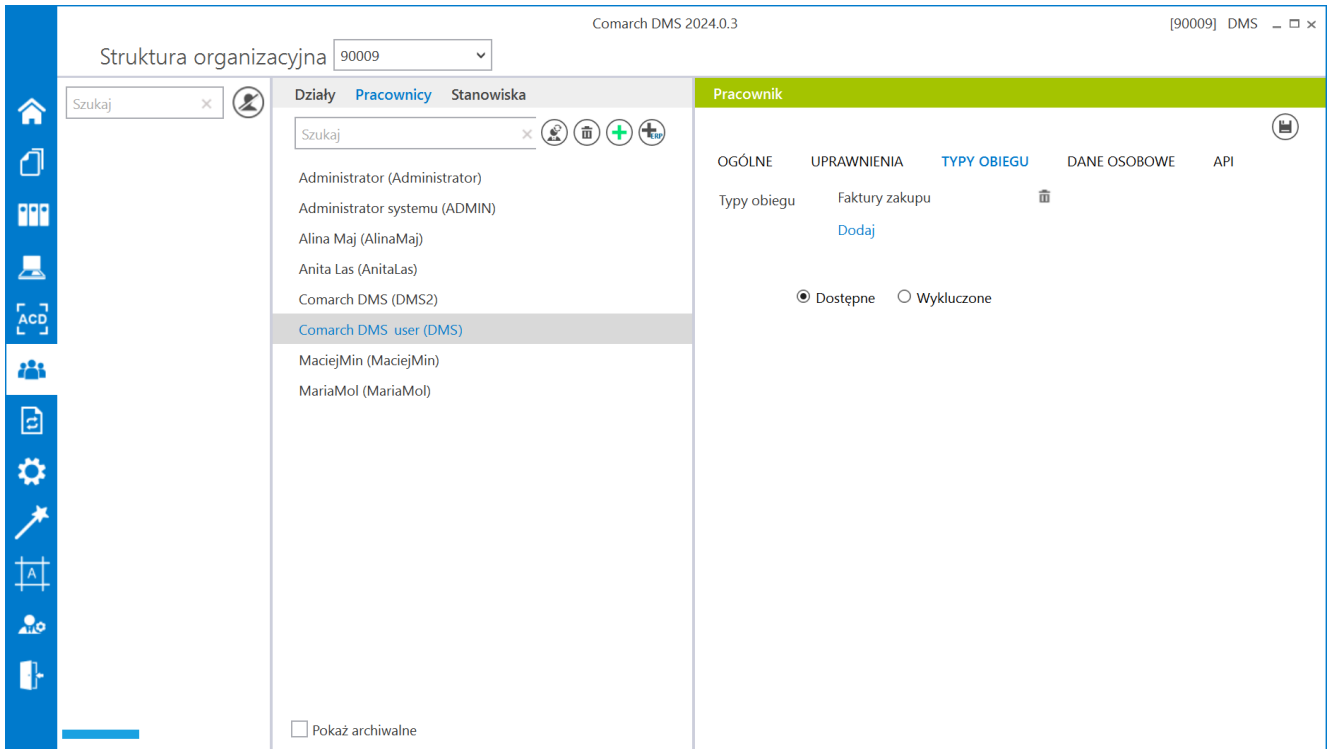 Comarch DMS 2024.0.3
[90009] DMS
Struktura organizacyjna 90009
Szukaj
ACD
A
Działy Pracownicy Stanowiska
Szukaj
ERP
Administrator (Administrator)
Administrator systemu (ADMIN)
Alina Maj (AlinaMaj)
Anita Las (AnitaLas)
Comarch DMS (DMS2)
Comarch DMS user (DMS)
MaciejMin (MaciejMin)
MariaMol (MariaMol)
Pokaż archiwalne
Pracownik
OGÓLNE UPRAWNIENIA TYPY OBIEGU DANE OSOBOWE API
Typy obiegu Faktury zakupu
Dodaj
Dostępne Wykluczone